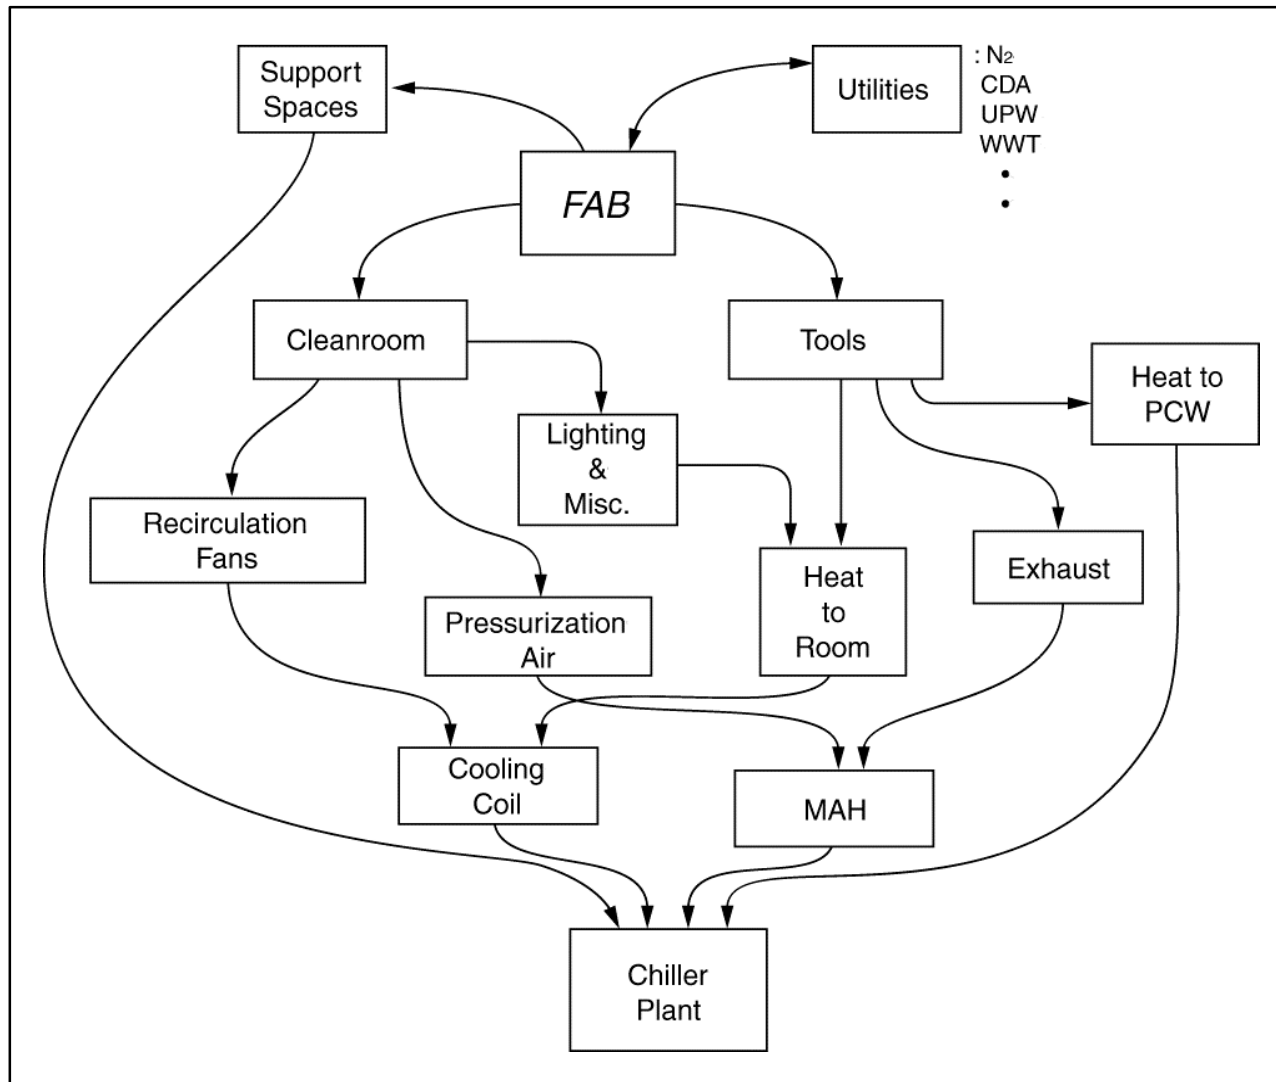 Support
Spaces
Utilities
: N₂
CDA
UPW
WWT
•
•
FAB
Cleanroom
Tools
Heat to
PCW
Lighting
&
Misc.
Recirculation
Fans
Exhaust
Heat
to
Room
Pressurization
Air
Cooling
Coil
MAH
Chiller
Plant